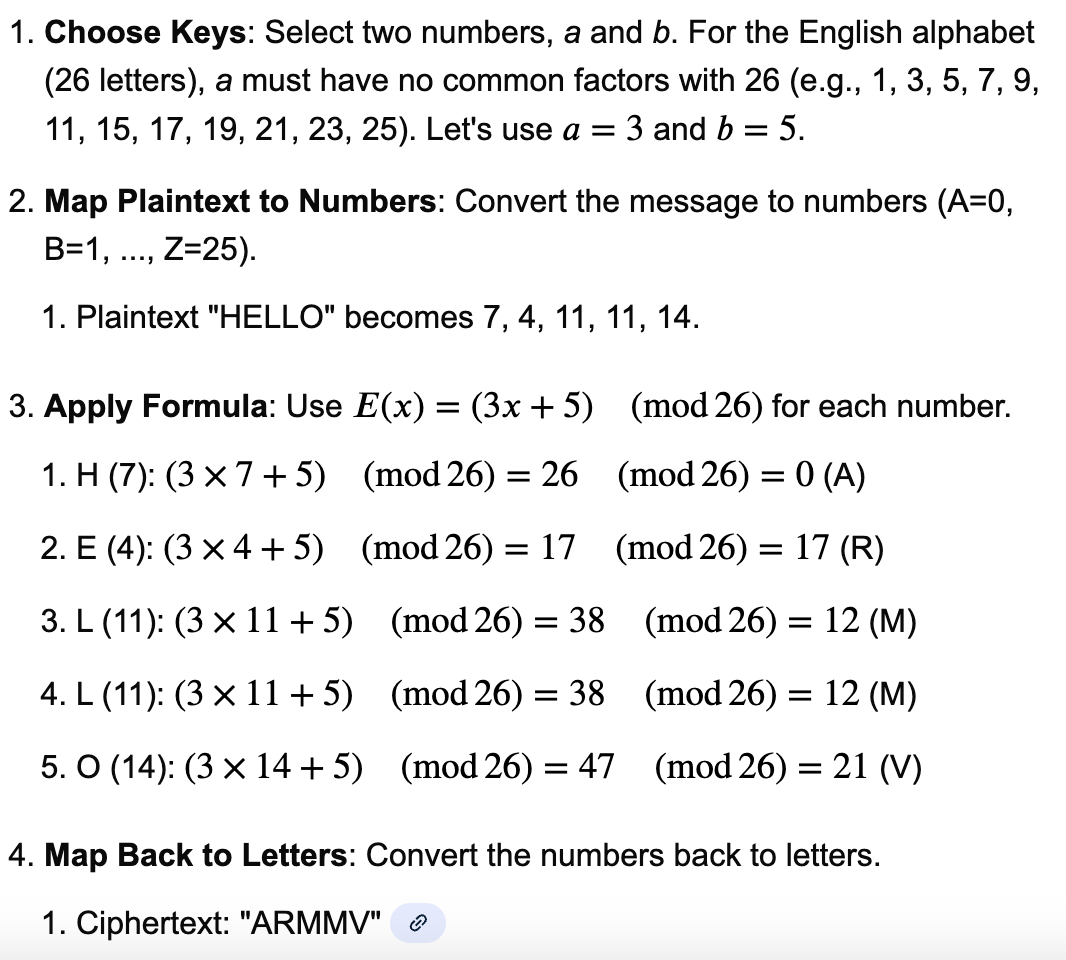 1. Choose Keys: Select two numbers, a and b. For the English alphabet
(26 letters), a must have no common factors with 26 (e.g., 1, 3, 5, 7, 9,
11, 15, 17, 19, 21, 23, 25). Let's use a = 3 and b = 5.
2. Map Plaintext to Numbers: Convert the message to numbers (A=0,
B=1, ..., Z=25).
1. Plaintext "HELLO" becomes 7, 4, 11, 11, 14.
3. Apply Formula: Use E(x) = (3x + 5) (mod 26) for each number.
1. H (7): (3 × 7 + 5) (mod 26) = 26 (mod 26) = 0 (A)
2. E (4): (3 × 4 + 5) (mod 26) = 17 (mod 26) = 17 (R)
3. L (11): (3 × 11 + 5) (mod 26) = 38 (mod 26) = 12 (M)
4. L (11): (3 × 11 + 5) (mod 26) = 38 (mod 26) = 12 (M)
5. O (14): (3 × 14 + 5) (mod 26) = 47 (mod 26) = 21 (V)
4. Map Back to Letters: Convert the numbers back to letters.
1. Ciphertext: "ARMMV"